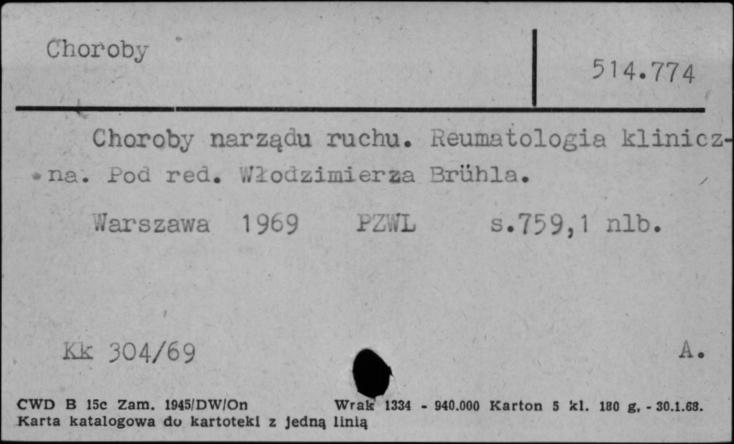 Choroby
514.774
Choroby narządu ruchu. Reumatologia klinicz-
na. Pod red. Włodzimierza Brühla.
Warszawa 1969 PZWL s.759,1 nlb.
Kk 304/69 A.
CWD B 15c Zam. 1945/DW/On Wrak 1334 - 940.000 Karton 5 kl. 180 g. - 30.1.68.
Karta katalogowa do kartoteki z jedną linią